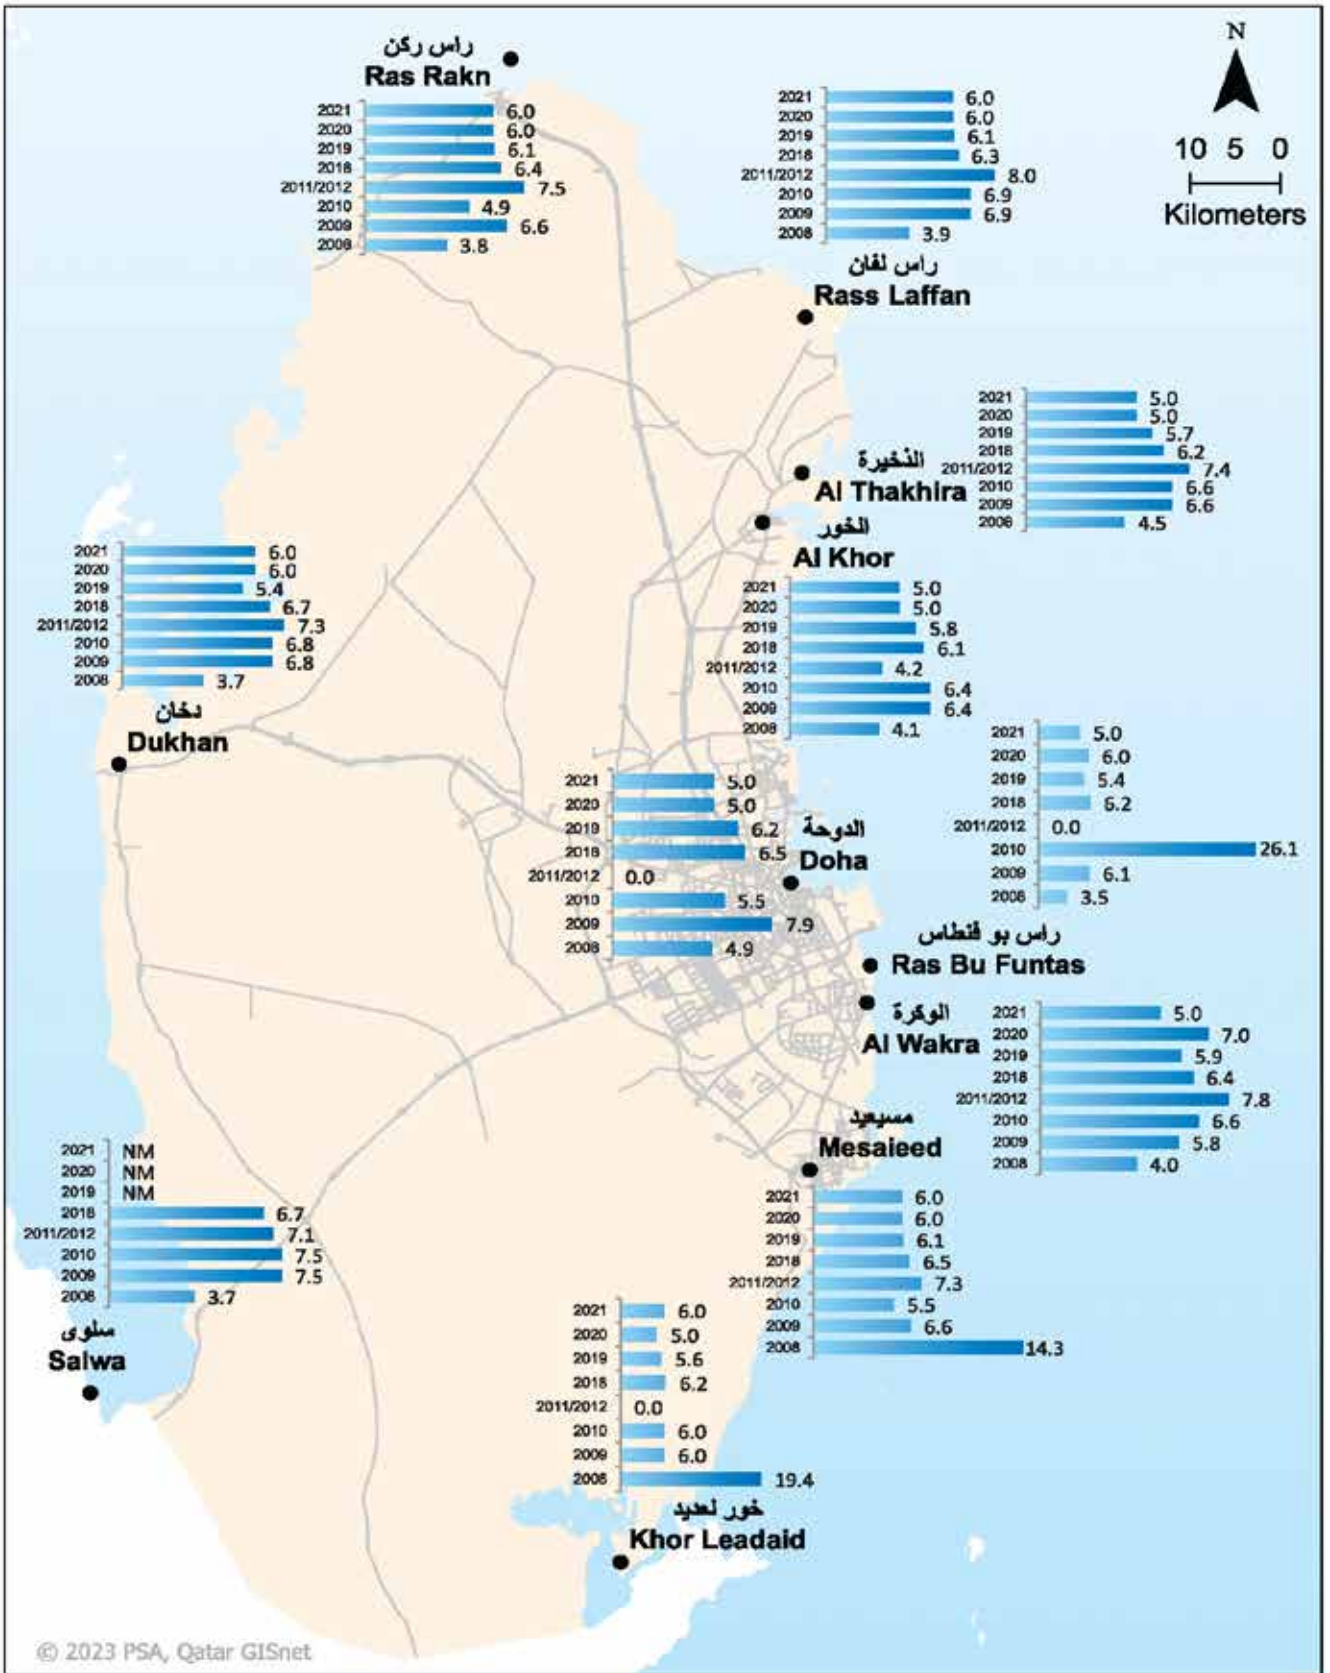 راس ركن
Ras Rakn
2021 6.0
2020 6.0
2019 6.1
2018 6.4
2011/2012 7.5
2010 4.9
2009 6.6
2008 3.8
N
10 5 0
Kilometers
2021 6.0
2020 6.0
2019 6.1
2018 6.3
2011/2012 8.0
2010 6.9
2009 6.9
2008 3.9
راس لفان
Rass Laffan
2021 5.0
2020 5.0
2019 5.7
2018 6.2
2011/2012 7.4
2010 6.6
2009 6.6
2008 4.5
الذخيرة
Al Thakhira
الخور
Al Khor
2021 5.0
2020 5.0
2019 5.8
2018 6.1
2011/2012 4.2
2010 6.4
2009 6.4
2008 4.1
2021 6.0
2020 6.0
2019 5.4
2018 6.7
2011/2012 7.3
2010 6.8
2009 6.8
2008 3.7
دخان
Dukhan
2021 5.0
2020 5.0
2019 6.2
2018 6.5
2011/2012 0.0
2010 5.5
2009 7.9
2008 4.9
الدوحة
Doha
2021 5.0
2020 6.0
2019 5.4
2018 6.2
2011/2012 0.0
2010 26.1
2009 6.1
2008 3.5
راس بو فنطاس
Ras Bu Funtas
الوكرة
Al Wakra
2021 5.0
2020 7.0
2019 5.9
2018 6.4
2011/2012 7.8
2010 6.6
2009 5.8
2008 4.0
مسيعيد
Mesaieed
2021 6.0
2020 6.0
2019 6.1
2018 6.5
2011/2012 7.3
2010 5.5
2009 6.6
2008 14.3
2021 NM
2020 NM
2019 NM
2018 6.7
2011/2012 7.1
2010 7.5
2009 7.5
2008 3.7
سلوى
Salwa
2021 6.0
2020 5.0
2019 5.6
2018 6.2
2011/2012 0.0
2010 6.0
2009 6.0
2008 19.4
خور لعديد
Khor Leadaid
© 2023 PSA, Qatar GISnet